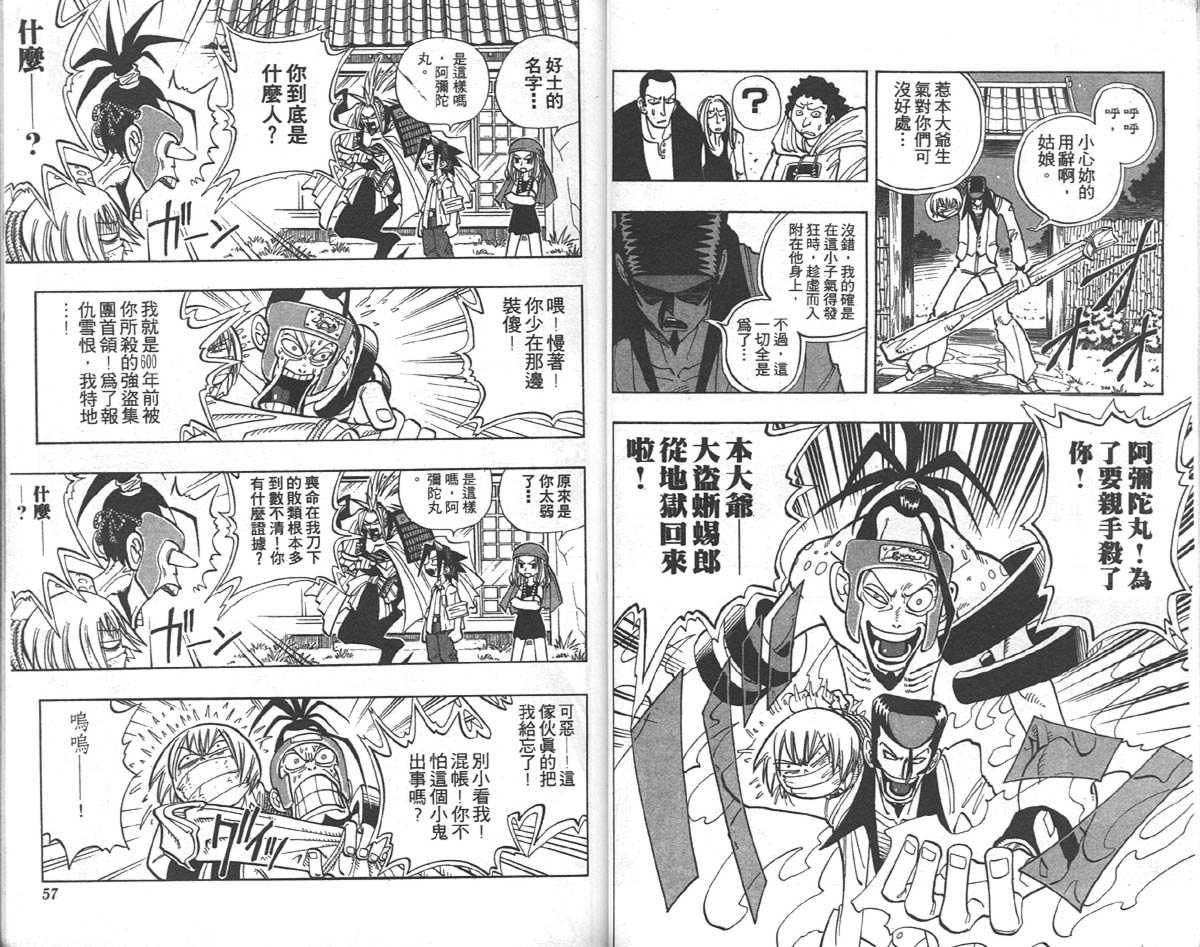 呼呼
呼,
小心妳的
用辭啊,
姑娘。
惹本大爺生
氣對你們可
沒好處…
?
沒錯,我的確是
在這小子氣得發
狂時,趁虛而入
附在他身上,
不過,這
一切全是
爲了…
オオオ
阿彌陀丸!為
了要親手殺了
你!
本大爺——
大盜蜥蜴郎
從地獄回來
啦!
好土的
名字…
是這樣嗎
,阿彌陀
丸。
你到底是
什麼人?
什麼——?
ガーン
喂!慢著!
你少在那邊
裝傻!
我就是600年前被
你所殺的強盜集
團首領!爲了報
仇雪恨,我特地
…!
原來是
你太弱
了…
是這樣
嗎,阿
彌陀丸
。
喪命在我刀下
的敗類根本多
到數不清!你
有什麼證據?
什麼——?
ガーン
可惡——!這
傢伙眞的把
我給忘了!
別小看我!
混帳!你不
怕這個小鬼
出事嗎?
嗚嗚——!
グイッ
57